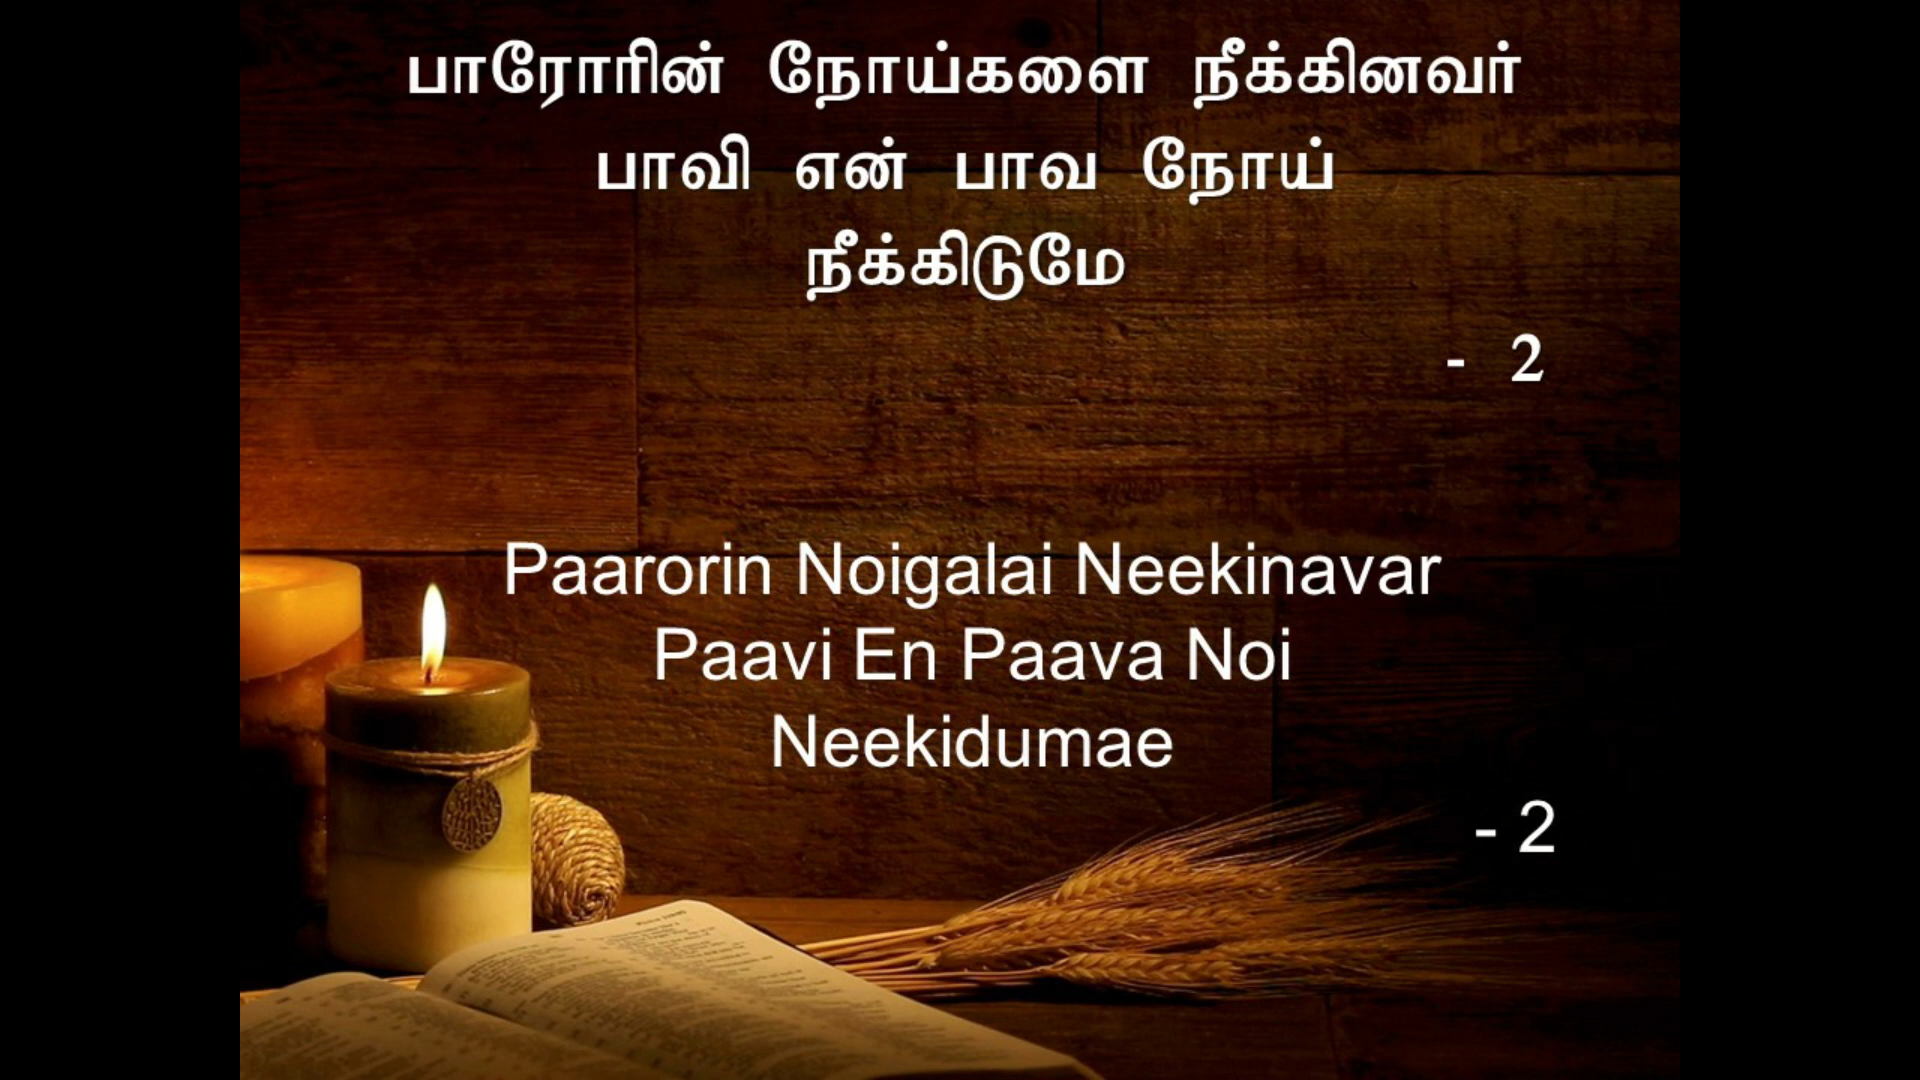 பாரோரின் நோய்களை நீக்கினவர்
பாவி என் பாவ நோய்
நீக்கிடுமே
- 2
Paarorin Noigalai Neekinavar
Paavi En Paava Noi
Neekidumae
- 2